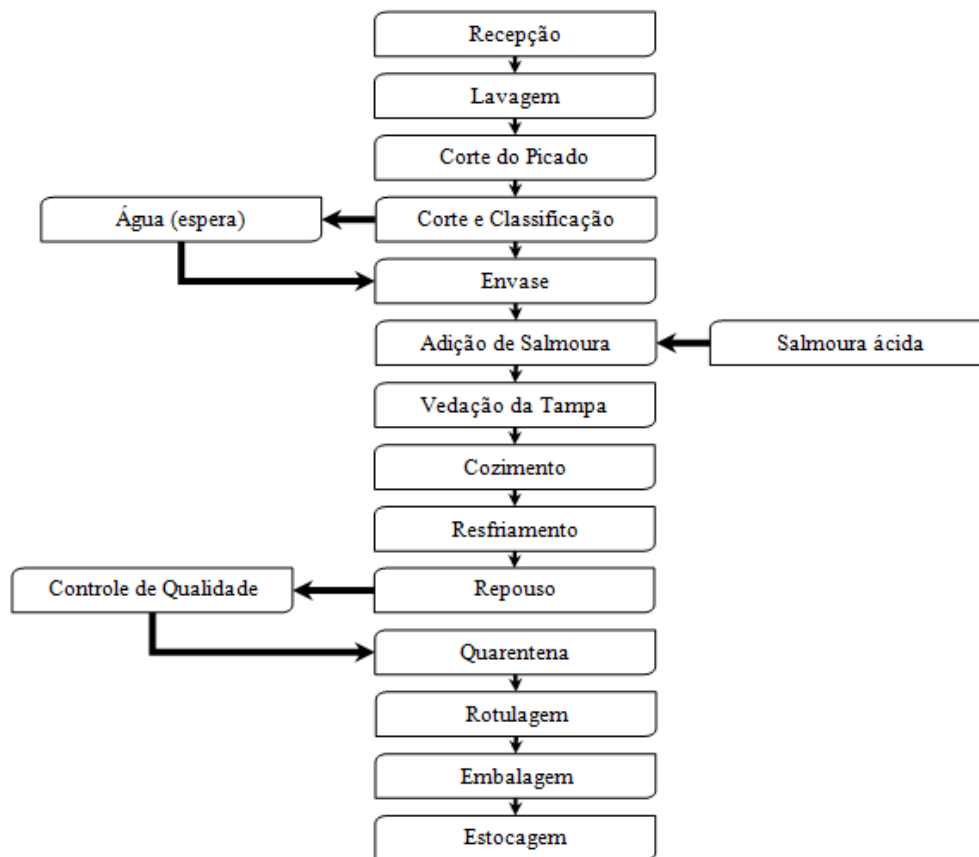 Recepção
Lavagem
Corte do Picado
Água (espera)
Corte e Classificação
Envase
Adição de Salmoura
Salmoura ácida
Vedação da Tampa
Cozimento
Resfriamento
Controle de Qualidade
Repouso
Quarentena
Rotulagem
Embalagem
Estocagem